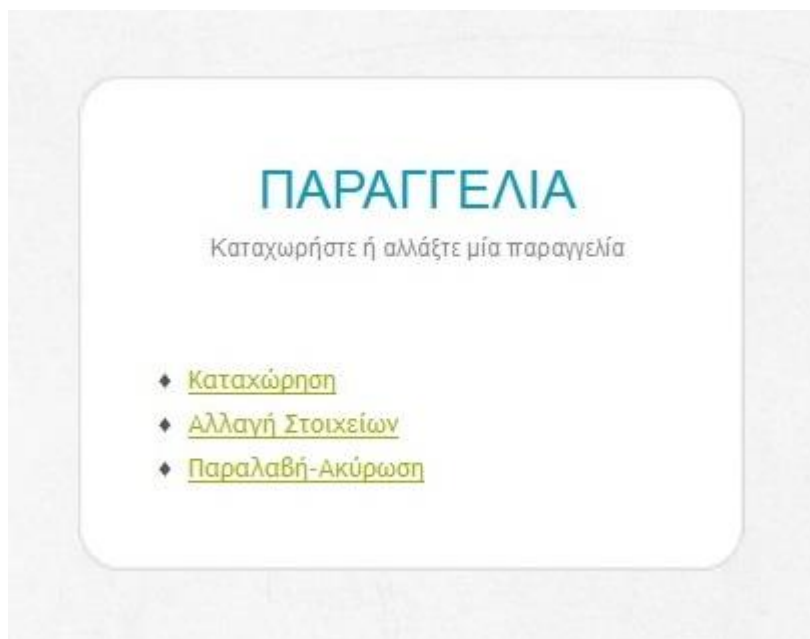 ΠΑΡΑΓΓΕΛΙΑ
Καταχωρήστε ή αλλάξτε μία παραγγελία
Καταχώρηση
Αλλαγή Στοιχείων
Παραλαβή-Ακύρωση